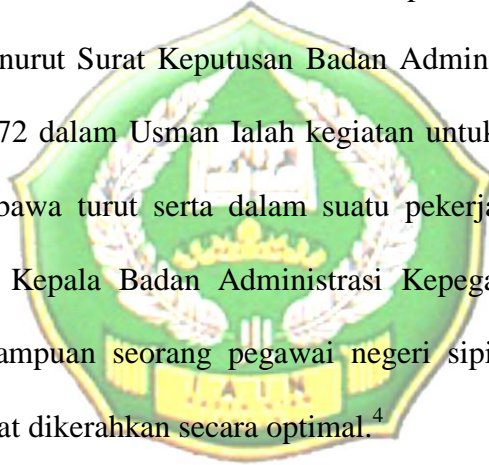 nurut Surat Keputusan Badan Admin
72 dalam Usman Ialah kegiatan untuk
bawa turut serta dalam suatu pekerja
Kepala Badan Administrasi Kepega
ampuan seorang pegawai negeri sipi
at dikerahkan secara optimal.⁴
I A I N